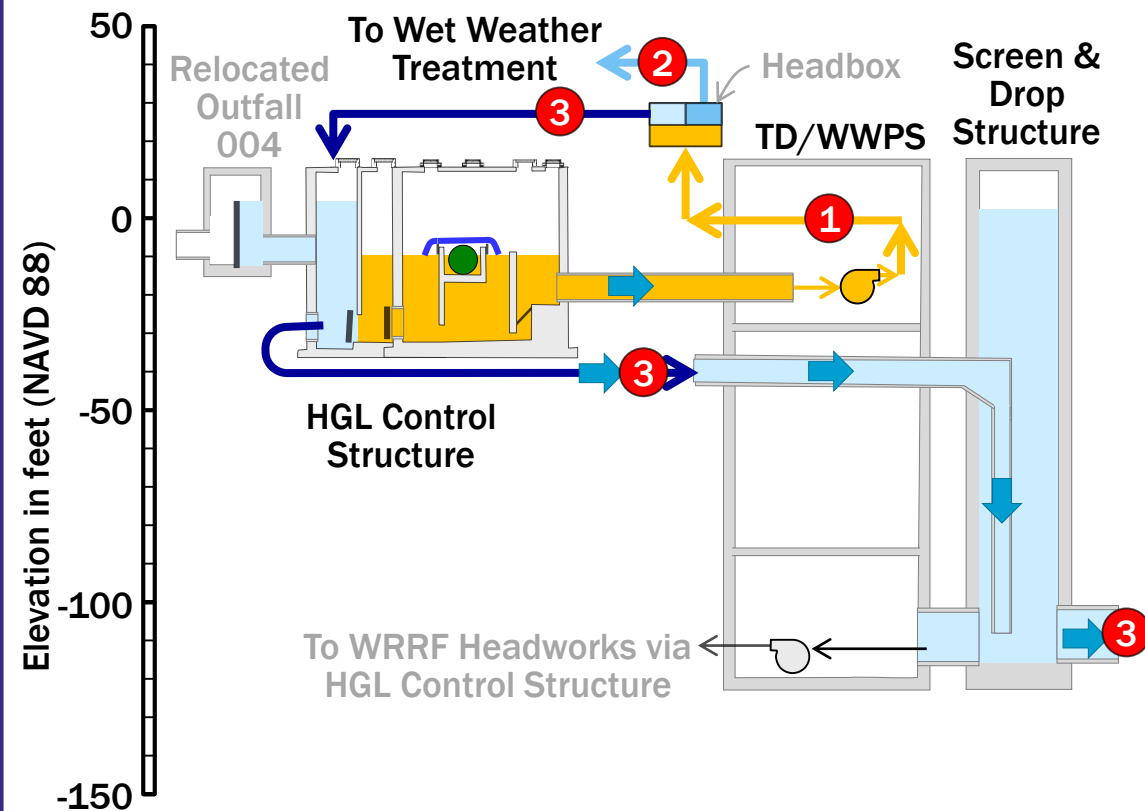 50
0
-50
-100
-150
Elevation in feet (NAVD 88)
Relocated
Outfall
004
To Wet Weather
Treatment
2
Headbox
3
Screen &
Drop
Structure
TD/WWPS
1
3
HGL Control
Structure
To WRRF Headworks via
HGL Control Structure
3